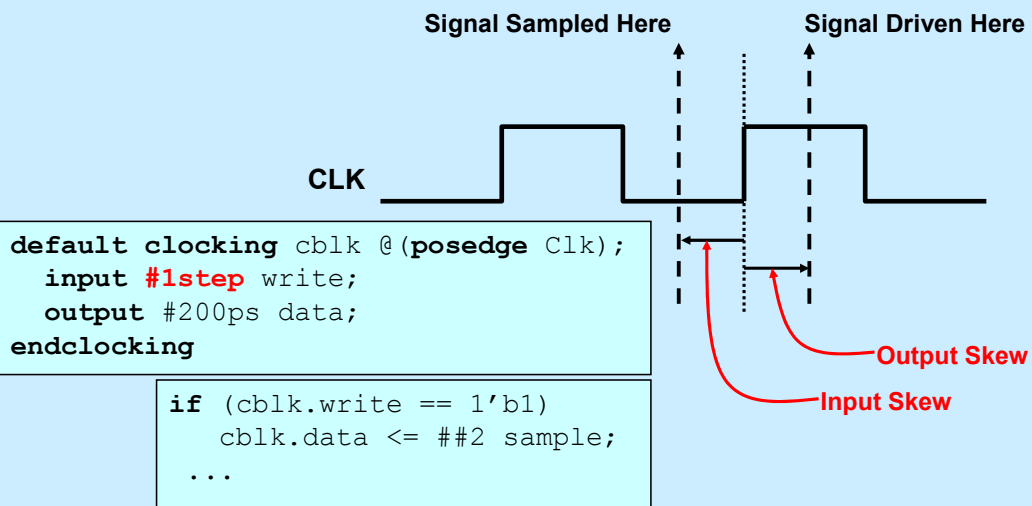 Signal Sampled Here
Signal Driven Here
CLK
default clocking cblk @(posedge Clk);
input #1step write;
output #200ps data;
endclocking
Output Skew
Input Skew
if (cblk.write == 1’b1)
cblk.data <= ##2 sample;
...